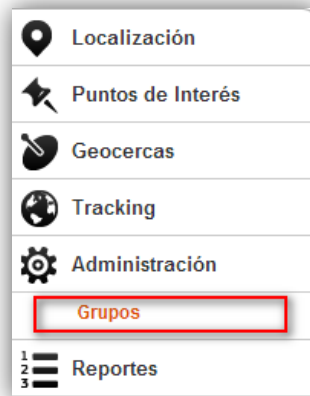 Localización
Puntos de Interés
Geocercas
Tracking
Administración
Grupos
1
2
3
Reportes